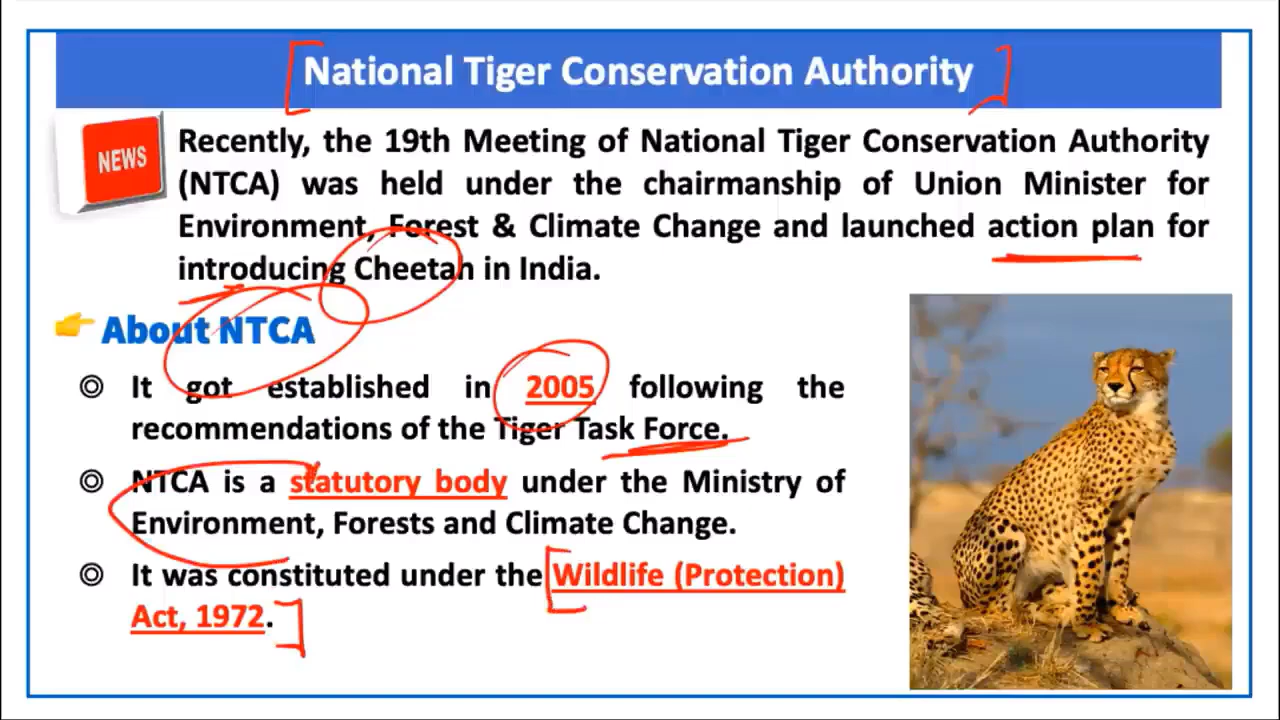 National Tiger Conservation Authority
NEWS
Recently, the 19th Meeting of National Tiger Conservation Authority
(NTCA) was held under the chairmanship of Union Minister for
Environment, Forest & Climate Change and launched action plan for
introducing Cheetah in India.
About NTCA
It got established in 2005 following the
recommendations of the Tiger Task Force.
NTCA is a statutory body under the Ministry of
Environment, Forests and Climate Change.
It was constituted under the Wildlife (Protection)
Act, 1972.